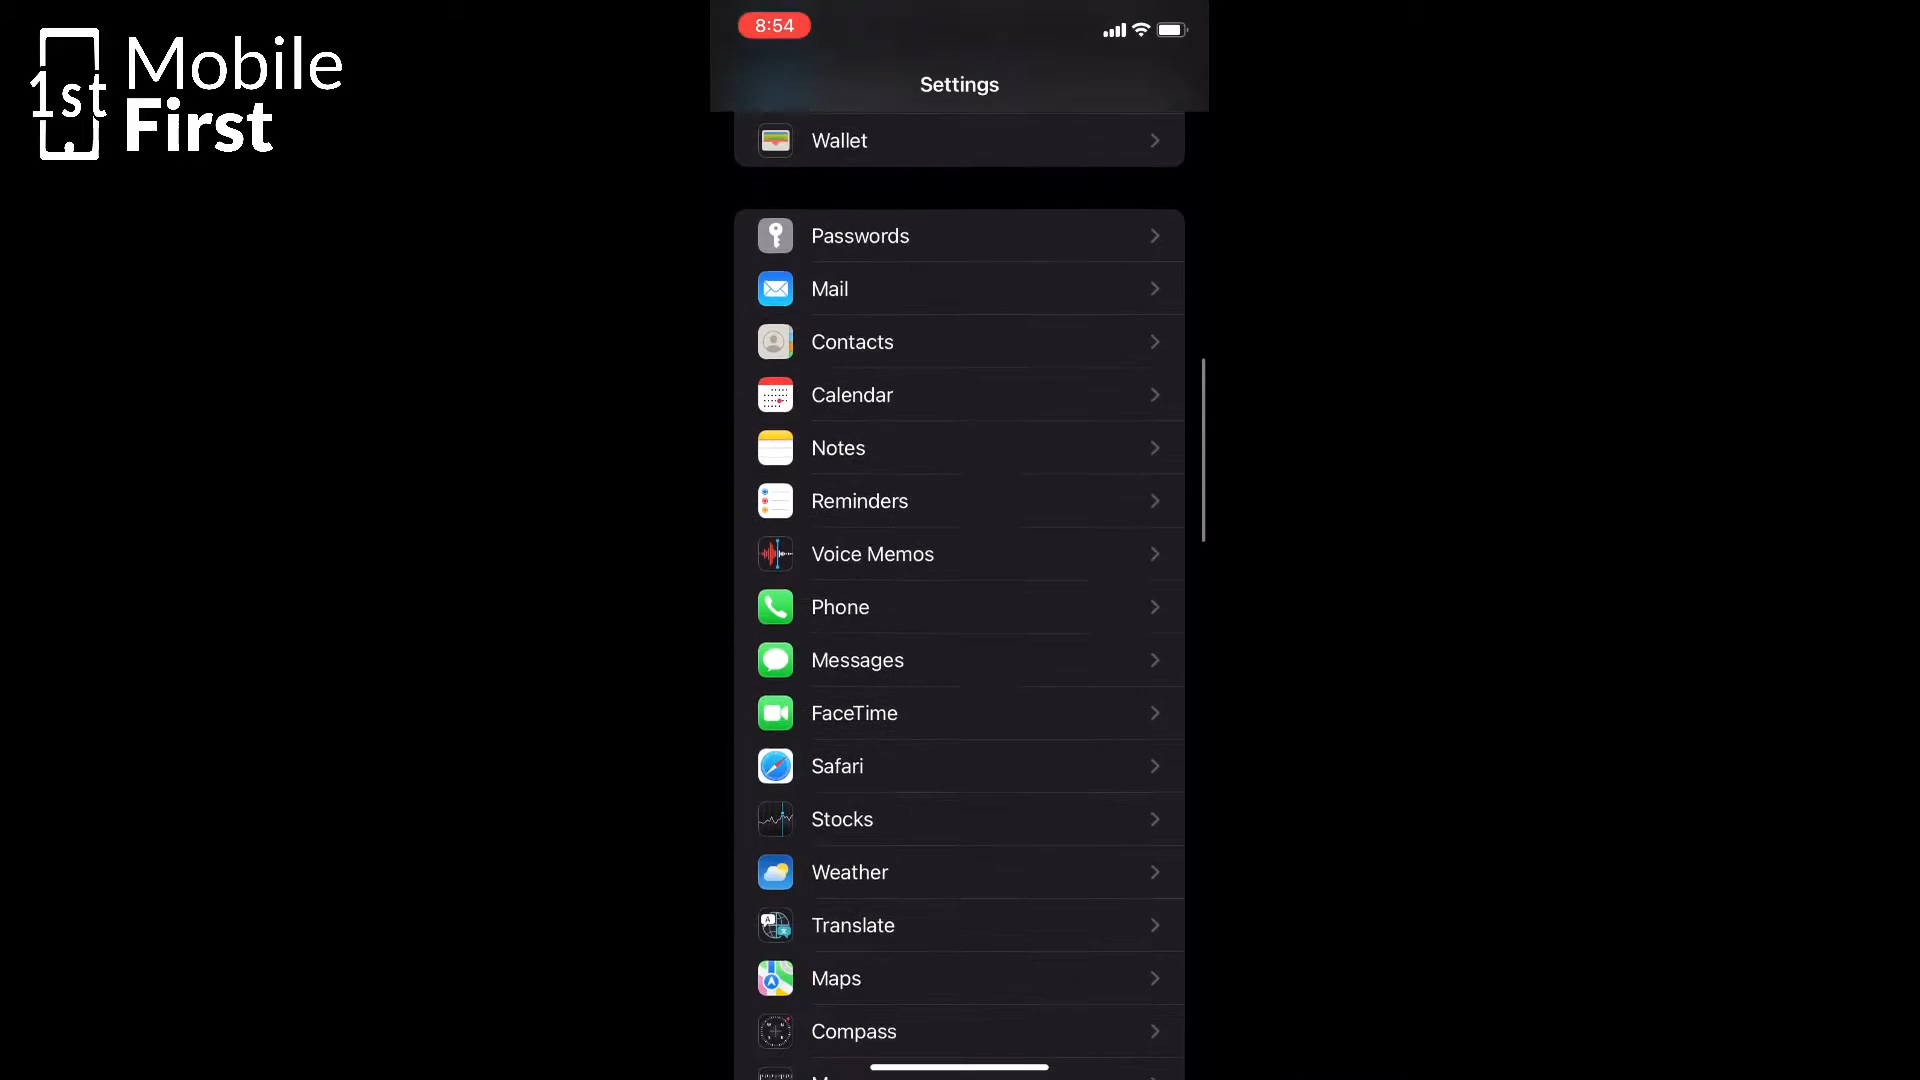 1st Mobile
First
8:54
Settings
Wallet
Passwords
Mail
Contacts
Calendar
Notes
Reminders
Voice Memos
Phone
Messages
FaceTime
Safari
Stocks
Weather
Translate
Maps
Compass